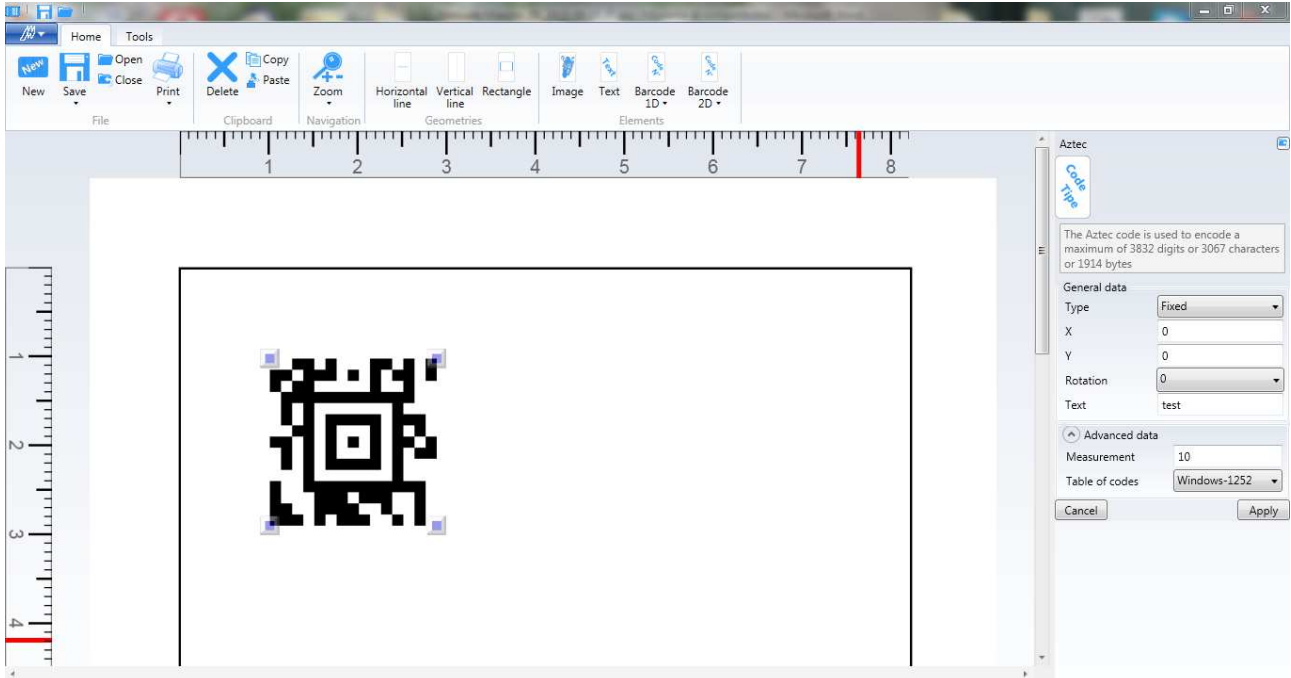 Home Tools
New
Open
Close
Copy
Paste
New Save Print Delete Zoom Horizontal line Vertical line Rectangle Image Text Barcode 1D Barcode 2D
File Clipboard Navigation Geometries Elements
1 2 3 4 5 6 7 8
Aztec
Code Tipe
The Aztec code is used to encode a
maximum of 3832 digits or 3067 characters
or 1914 bytes
General data
Type Fixed
X 0
Y 0
Rotation 0
Text test
Advanced data
Measurement 10
Table of codes Windows-1252
Cancel Apply
1
2
3
4